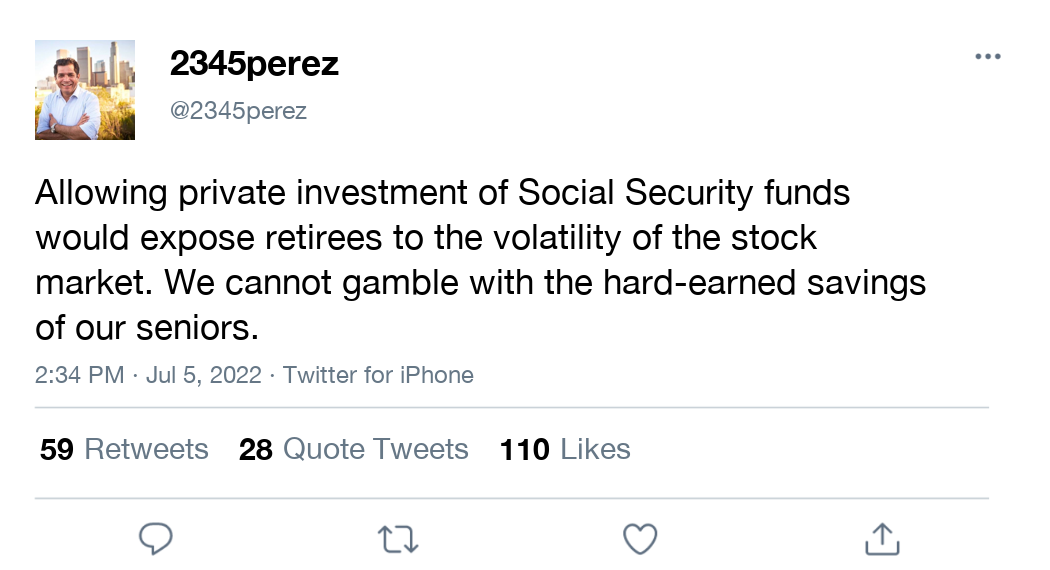 2345perez
@2345perez
Allowing private investment of Social Security funds
would expose retirees to the volatility of the stock
market. We cannot gamble with the hard-earned savings
of our seniors.
2:34 PM · Jul 5, 2022 · Twitter for iPhone
59 Retweets 28 Quote Tweets 110 Likes